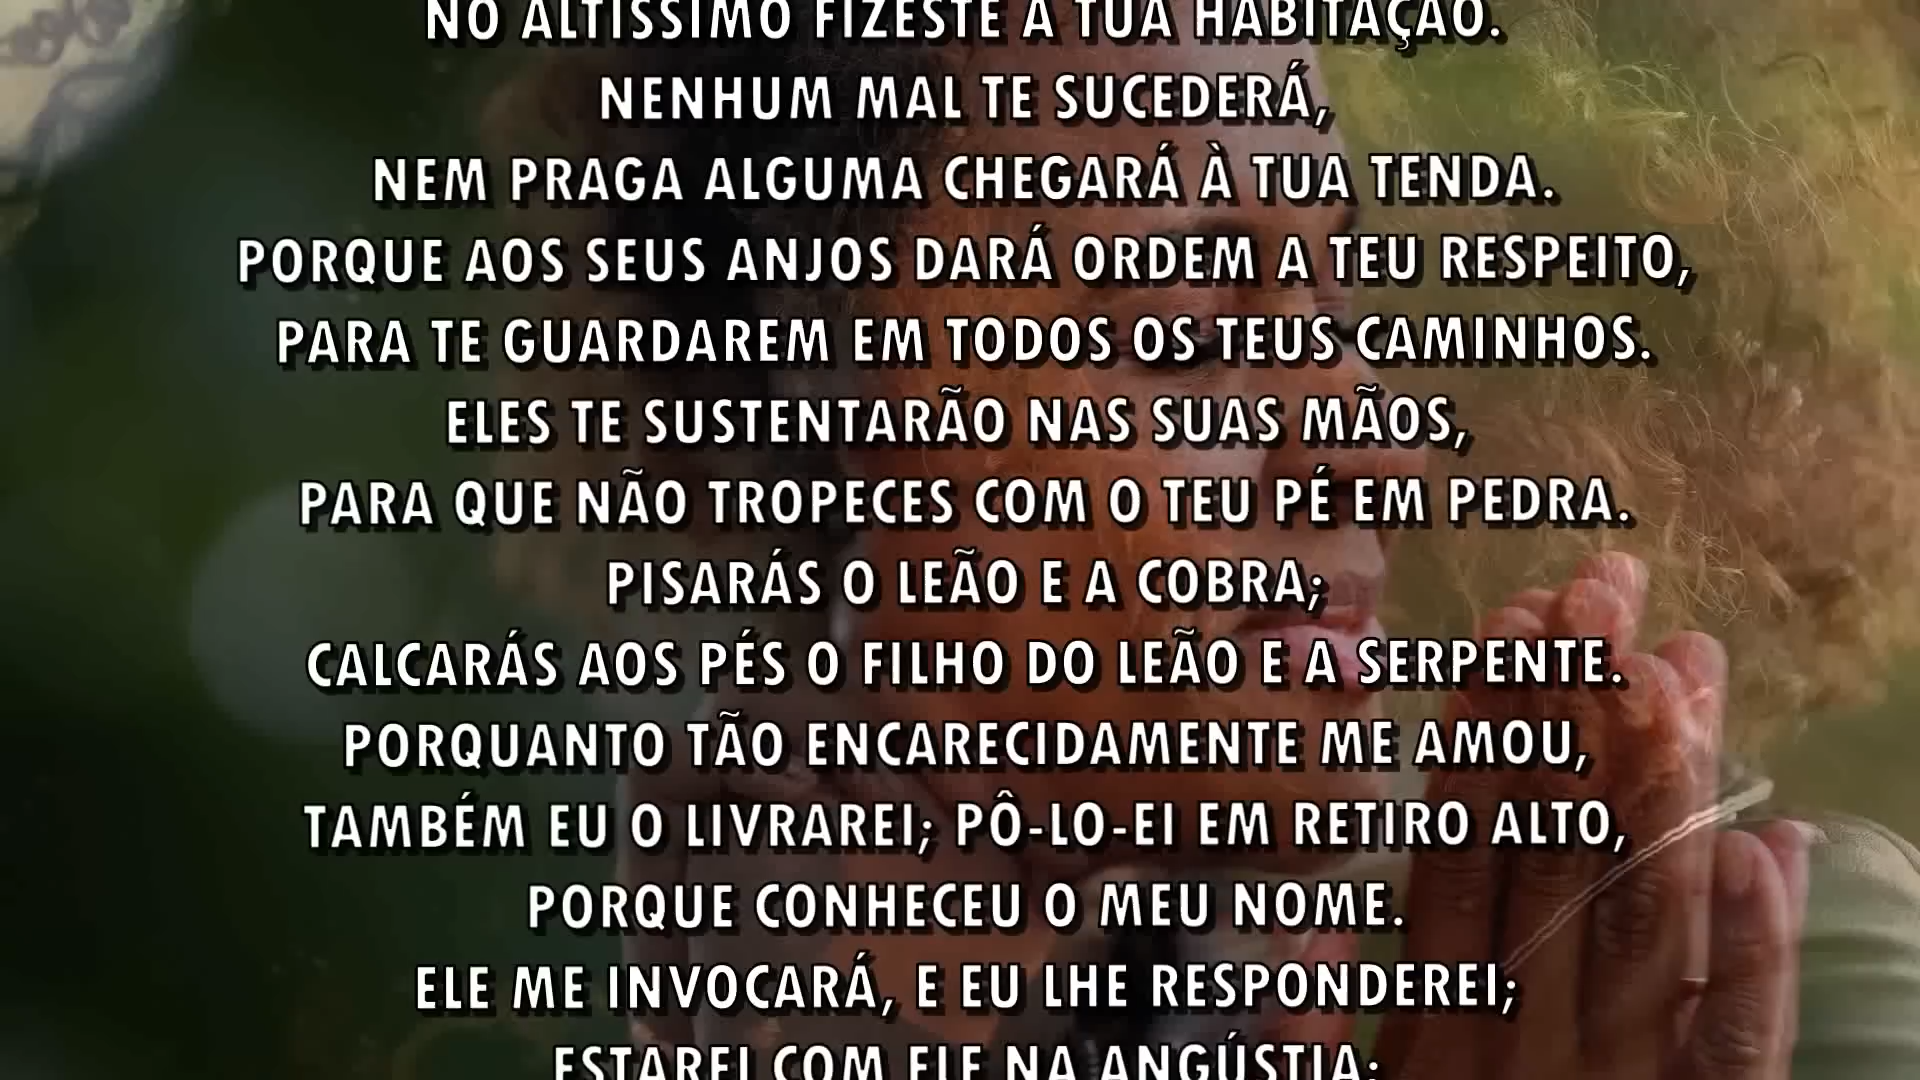 NO ALTÍSSIMO FIZESTE A TUA HABITAÇÃO.
NENHUM MAL TE SUCEDERÁ,
NEM PRAGA ALGUMA CHEGARÁ À TUA TENDA.
PORQUE AOS SEUS ANJOS DARÁ ORDEM A TEU RESPEITO,
PARA TE GUARDAREM EM TODOS OS TEUS CAMINHOS.
ELES TE SUSTENTARÃO NAS SUAS MÃOS,
PARA QUE NÃO TROPECES COM O TEU PÉ EM PEDRA.
PISARÁS O LEÃO E A COBRA;
CALCARÁS AOS PÉS O FILHO DO LEÃO E A SERPENTE.
PORQUANTO TÃO ENCARECIDAMENTE ME AMOU,
TAMBÉM EU O LIVRAREI; PÔ-LO-EI EM RETIRO ALTO,
PORQUE CONHECEU O MEU NOME.
ELE ME INVOCARÁ, E EU LHE RESPONDEREI;
ESTAREI COM ELE NA ANGÚSTIA;